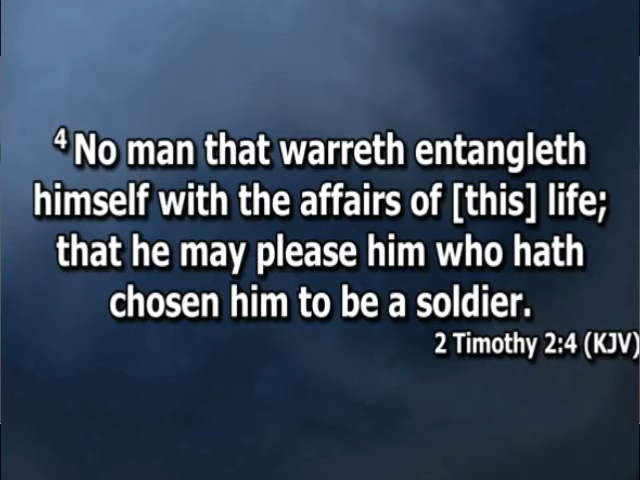 4 No man that warreth entangleth
himself with the affairs of [this] life;
that he may please him who hath
chosen him to be a soldier.
2 Timothy 2:4 (KJV)